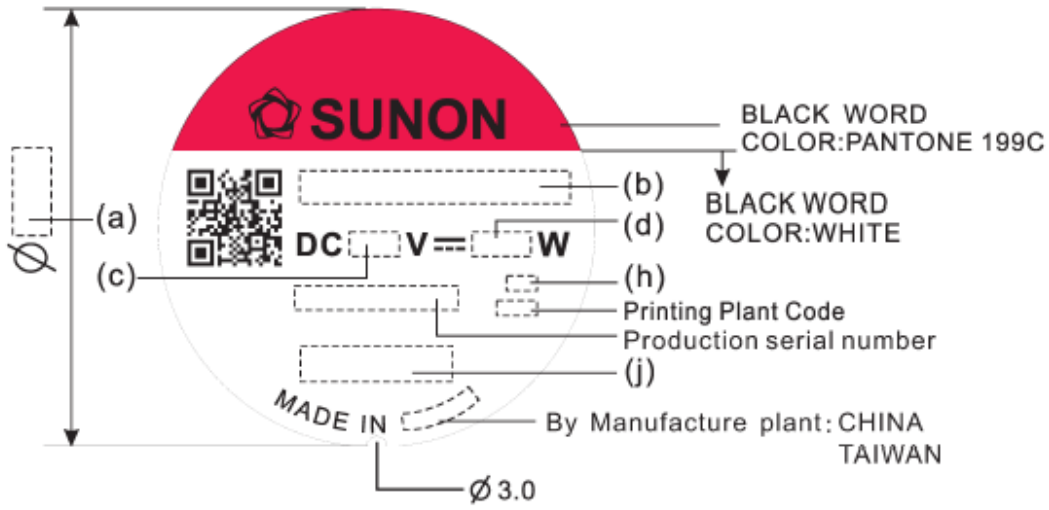 SUNON
BLACK WORD
COLOR:PANTONE 199C
(b)
BLACK WORD
COLOR:WHITE
(a)
Ø
(d)
DC V W
(c)
(h)
Printing Plant Code
Production serial number
(j)
MADE IN
By Manufacture plant: CHINA
TAIWAN
Ø 3.0